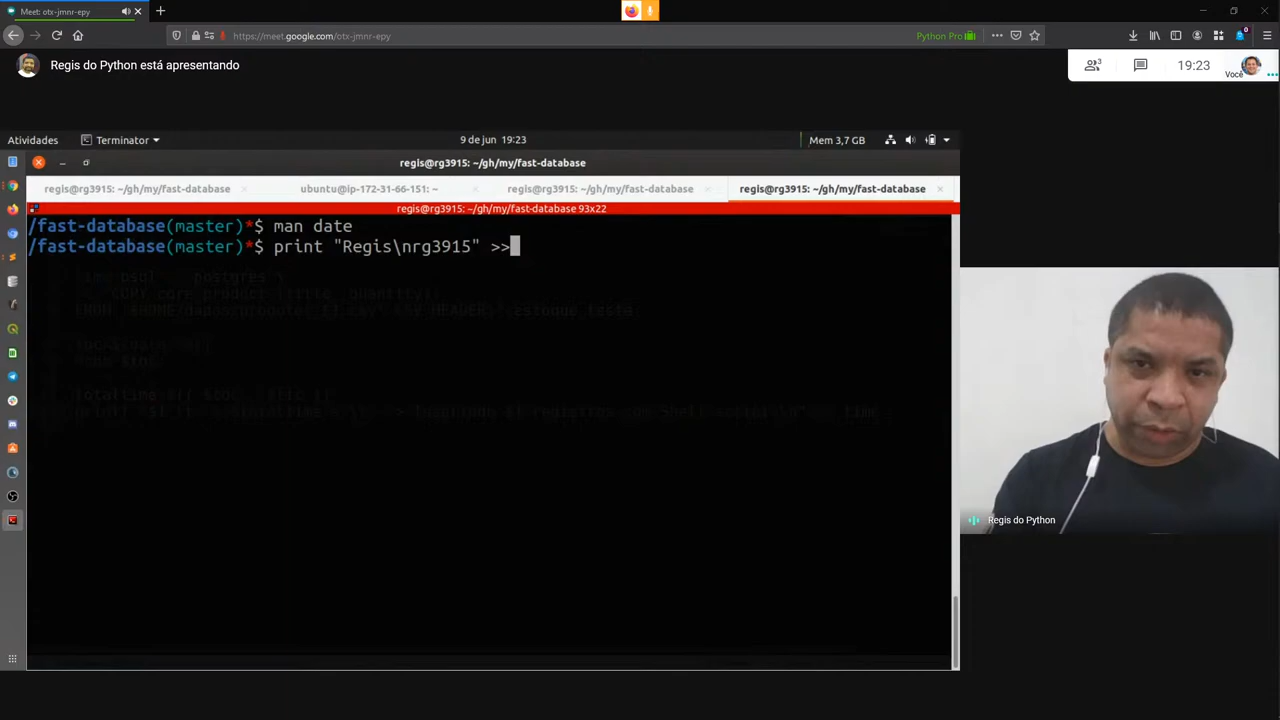 Meet: otx-jmnr-epy
https://meet.google.com/otx-jmnr-epy
Python Pro
0
Regis do Python está apresentando
3
19:23
Você
Atividades
Terminator
9 de jun 19:23
Mem 3,7 GB
regis@rg3915: ~/gh/my/fast-database
regis@rg3915: ~/gh/my/fast-database
ubuntu@ip-172-31-66-151: ~
regis@rg3915: ~/gh/my/fast-database
regis@rg3915: ~/gh/my/fast-database
regis@rg3915: ~/gh/my/fast-database 93x22
/fast-database(master)*$ man date
/fast-database(master)*$ print "Regis\nrg3915" >>
Regis do Python